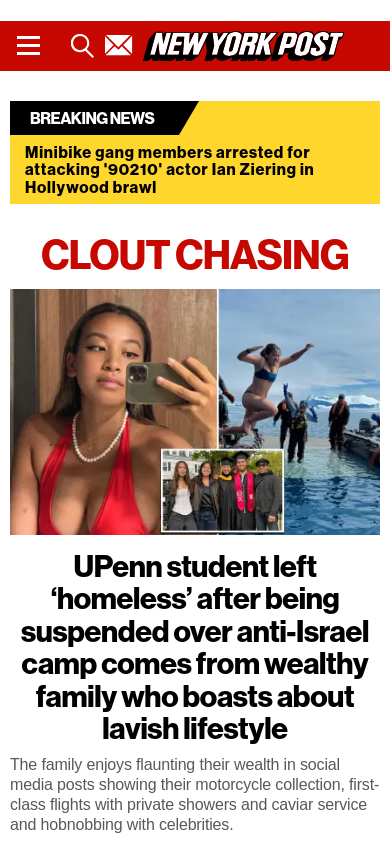 NEW YORK POST
BREAKING NEWS
Minibike gang members arrested for
attacking '90210' actor Ian Ziering in
Hollywood brawl
CLOUT CHASING
UPenn student left
‘homeless’ after being
suspended over anti-Israel
camp comes from wealthy
family who boasts about
lavish lifestyle
The family enjoys flaunting their wealth in social
media posts showing their motorcycle collection, first-
class flights with private showers and caviar service
and hobnobbing with celebrities.